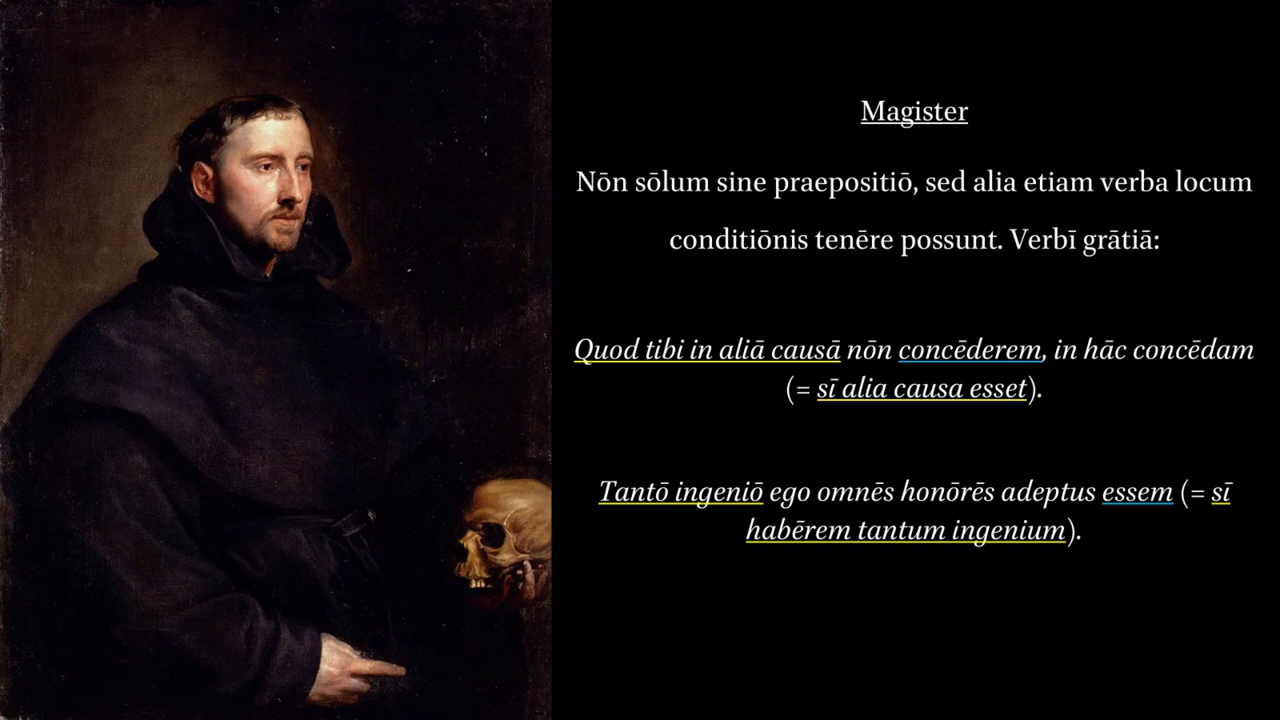 Magister
Nōn sōlum sine praepositiō, sed alia etiam verba locum
conditiōnis tenēre possunt. Verbī grātiā:
Quod tibi in aliā causā nōn concēderem, in hāc concēdam
(= sī alia causa esset).
Tantō ingeniō ego omnēs honōrēs adeptus essem (= sī
habērem tantum ingenium).